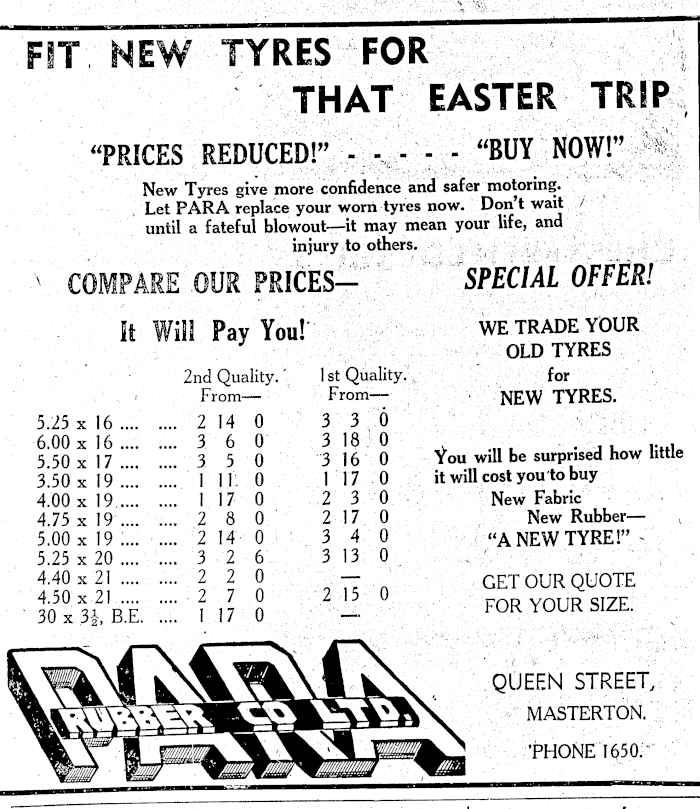 FIT NEW TYRES FOR
THAT EASTER TRIP
"PRICES REDUCED!" - - - - - "BUY NOW!"
New Tyres give more confidence and safer motoring.
Let PARA replace your worn tyres now. Don't wait
until a fateful blowout—it may mean your life, and
injury to others.
COMPARE OUR PRICES—
It Will Pay You!
2nd Quality. 1st Quality.
From— From—
5.25 x 16 .... .... 2 14 0 3 3 0
6.00 x 16 .... .... 3 6 0 3 18 0
5.50 x 17 .... .... 3 5 0 3 16 0
3.50 x 19 .... .... 1 11 0 1 17 0
4.00 x 19 .... .... 1 17 0 2 3 0
4.75 x 19 .... .... 2 8 0 2 17 0
5.00 x 19 .... .... 2 14 0 3 4 0
5.25 x 20 .... .... 3 2 6 3 13 0
4.40 x 21 .... .... 2 2 0 —
4.50 x 21 .... .... 2 7 0 2 15 0
30 x 3½, B.E. .... 1 17 0 —
SPECIAL OFFER!
WE TRADE YOUR
OLD TYRES
for
NEW TYRES.
You will be surprised how little
it will cost you to buy
New Fabric
New Rubber—
"A NEW TYRE!"
GET OUR QUOTE
FOR YOUR SIZE.
PARA
RUBBER CO LTD.
QUEEN STREET,
MASTERTON.
'PHONE 1650.